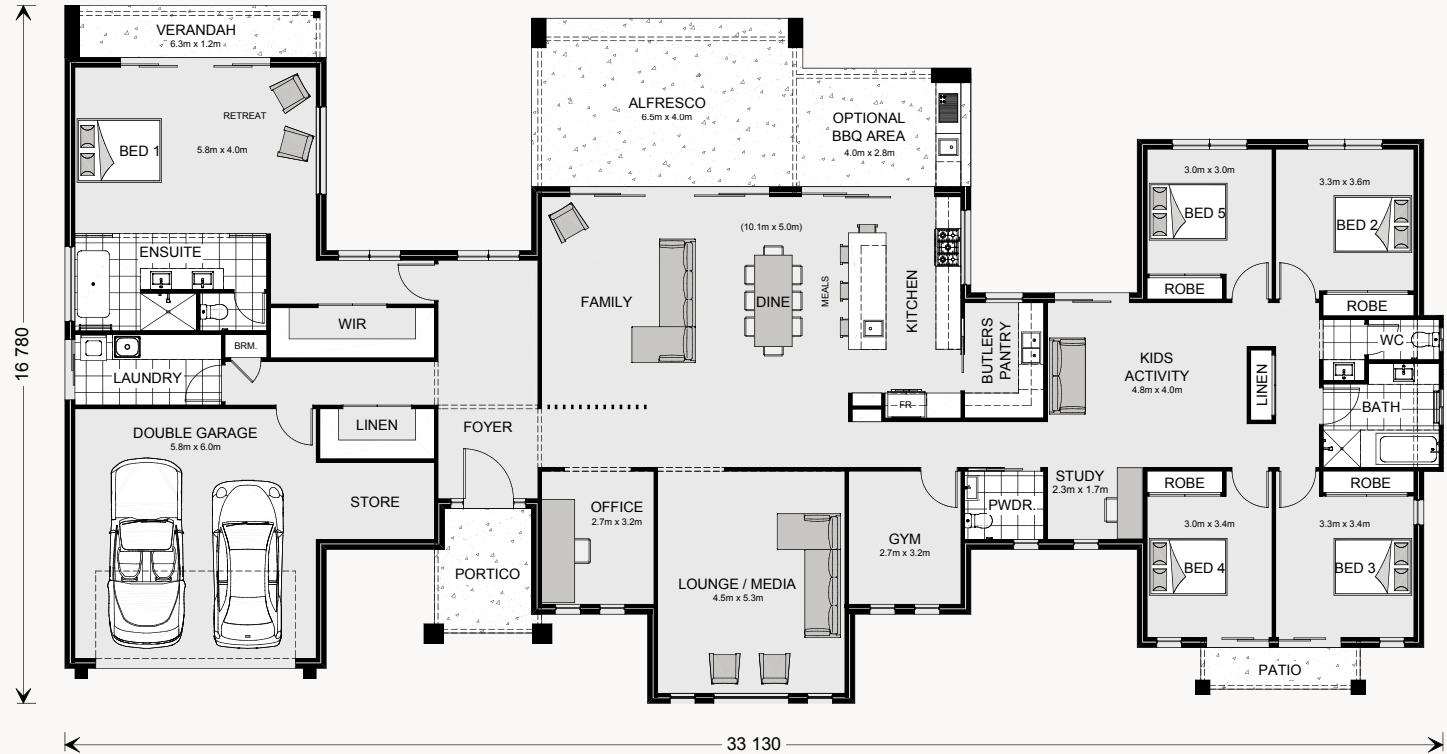 VERANDAH
6.3m x 1.2m
RETREAT
BED 1
5.8m x 4.0m
ENSUITE
WIR
BRM.
LAUNDRY
LINEN
DOUBLE GARAGE
5.8m x 6.0m
STORE
FOYER
PORTICO
ALFRESCO
6.5m x 4.0m
OPTIONAL
BBQ AREA
4.0m x 2.8m
(10.1m x 5.0m)
FAMILY
DINE
MEALS
KITCHEN
FR
BUTLERS
PANTRY
OFFICE
2.7m x 3.2m
LOUNGE / MEDIA
4.5m x 5.3m
GYM
2.7m x 3.2m
PWDR.
STUDY
2.3m x 1.7m
KIDS
ACTIVITY
4.8m x 4.0m
LINEN
3.0m x 3.0m
BED 5
ROBE
3.3m x 3.6m
BED 2
ROBE
WC
BATH
ROBE
3.0m x 3.4m
BED 4
ROBE
3.3m x 3.4m
BED 3
PATIO
16 780
33 130